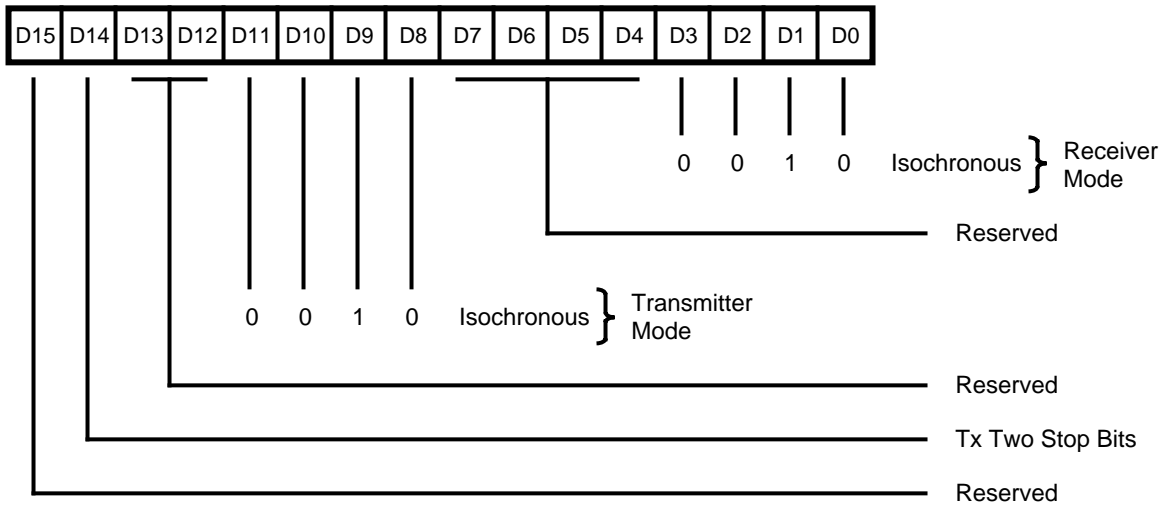 D15 D14 D13 D12 D11 D10 D9 D8 D7 D6 D5 D4 D3 D2 D1 D0
0 0 1 0 Isochronous } Receiver
Mode
Reserved
0 0 1 0 Isochronous } Transmitter
Mode
Reserved
Tx Two Stop Bits
Reserved